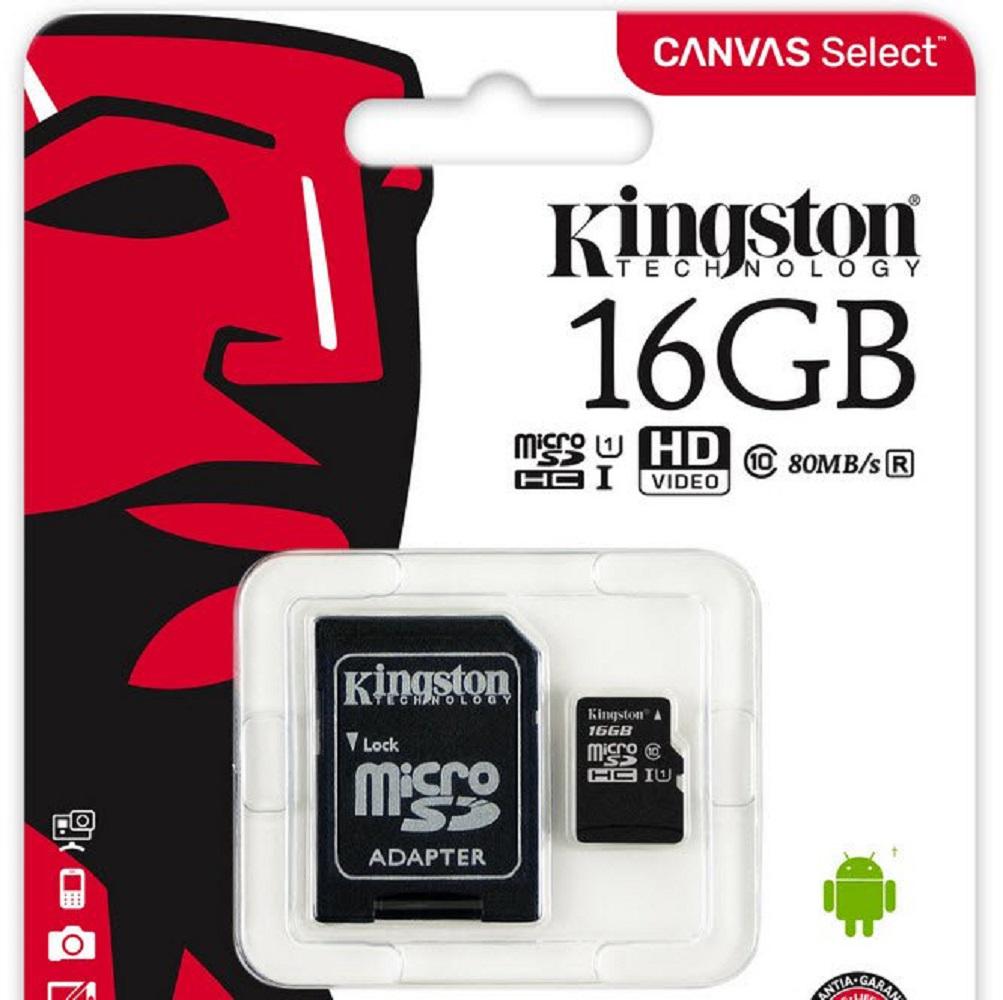 CANVAS Select™
Kingston®
TECHNOLOGY
16GB
micro SD HC U1 I HD VIDEO 10 80MB/s R
Kingston
TECHNOLOGY
Lock
micro
SD
ADAPTER
Kingston®
16GB
micro
SD 10
HC I U1
†